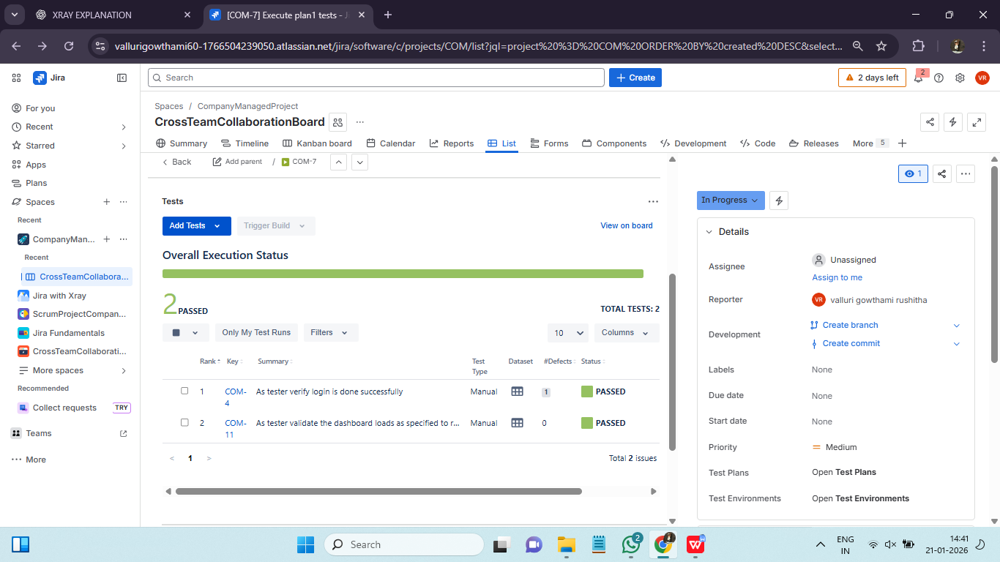 XRAY EXPLANATION
[COM-7] Execute plan1 tests - J
vallurigowthami60-1766504239050.atlassian.net/jira/software/c/projects/COM/list?jql=project%20%3D%20COM%20ORDER%20BY%20created%20DESC&selec...
Jira
Search
Create
2 days left
2
VR
For you
Recent
Starred
Apps
Plans
Spaces
Recent
CompanyMan...
Recent
CrossTeamCollabora...
Jira with Xray
ScrumProjectCompan...
Jira Fundamentals
CrossTeamCollaborati...
More spaces
Recommended
Collect requests TRY
Teams
More
Spaces / CompanyManagedProject
CrossTeamCollaborationBoard
Summary Timeline Kanban board Calendar Reports List Forms Components Development Code Releases More 5
Back Add parent / COM-7
Tests
Add Tests Trigger Build View on board
Overall Execution Status
2 PASSED TOTAL TESTS: 2
Only My Test Runs Filters 10 Columns
Rank Key Summary Test Type Dataset #Defects Status
1 COM-4 As tester verify login is done successfully Manual 1 PASSED
2 COM-11 As tester validate the dashboard loads as specified to r... Manual 0 PASSED
< 1 > Total 2 issues
1
In Progress
Details
Assignee Unassigned
Assign to me
Reporter VR valluri gowthami rushitha
Development Create branch
Create commit
Labels None
Due date None
Start date None
Priority Medium
Test Plans Open Test Plans
Test Environments Open Test Environments
Search
2
ENG
IN
14:41
21-01-2026